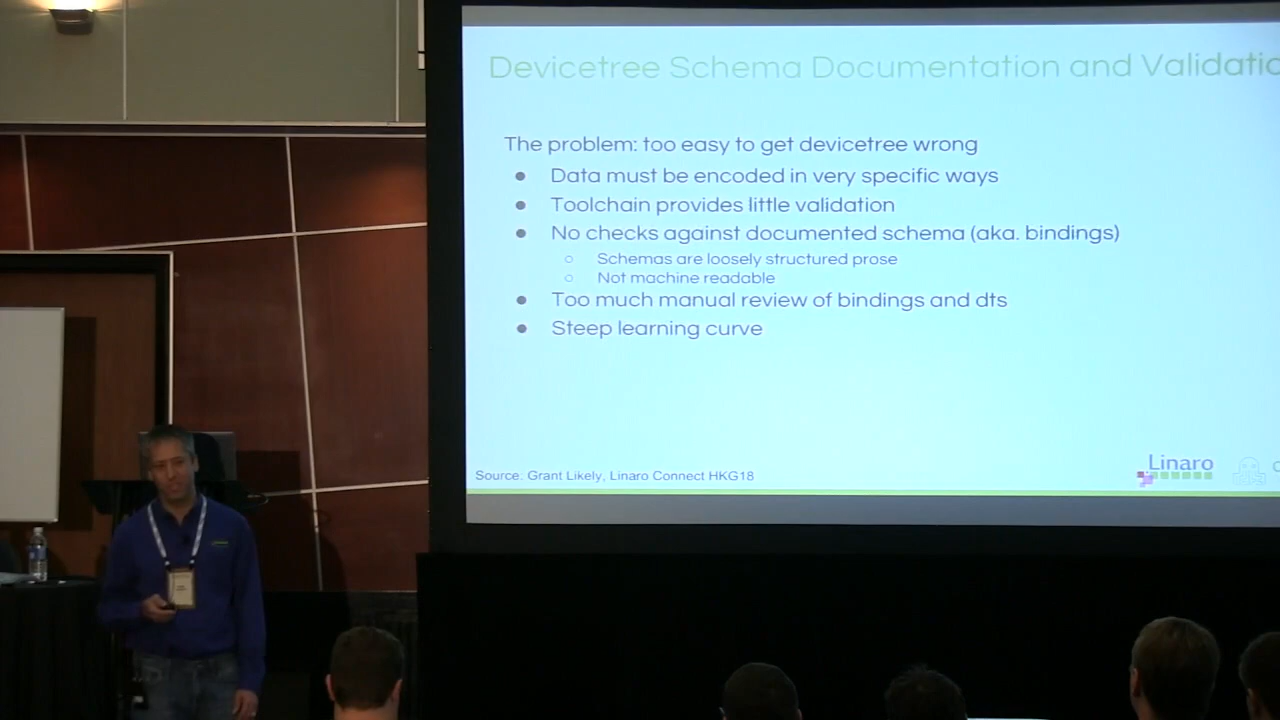 Devicetree Schema Documentation and Validatio
The problem: too easy to get devicetree wrong
● Data must be encoded in very specific ways
● Toolchain provides little validation
● No checks against documented schema (aka. bindings)
○ Schemas are loosely structured prose
○ Not machine readable
● Too much manual review of bindings and dts
● Steep learning curve
Source: Grant Likely, Linaro Connect HKG18
Linaro